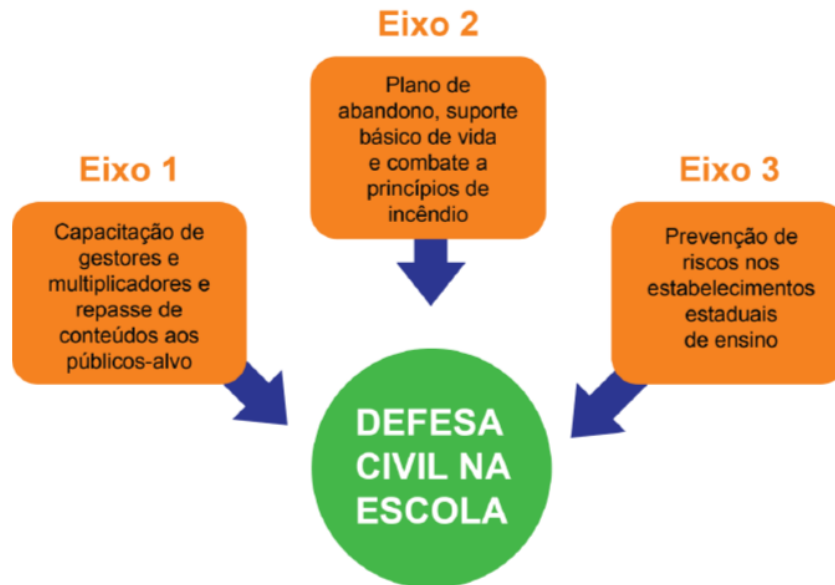 Eixo 1
Capacitação de
gestores e
multiplicadores e
repasse de
conteúdos aos
públicos-alvo
Eixo 2
Plano de
abandono, suporte
básico de vida
e combate a
princípios de
incêndio
Eixo 3
Prevenção de
riscos nos
estabelecimentos
estaduais
de ensino
DEFESA
CIVIL NA
ESCOLA